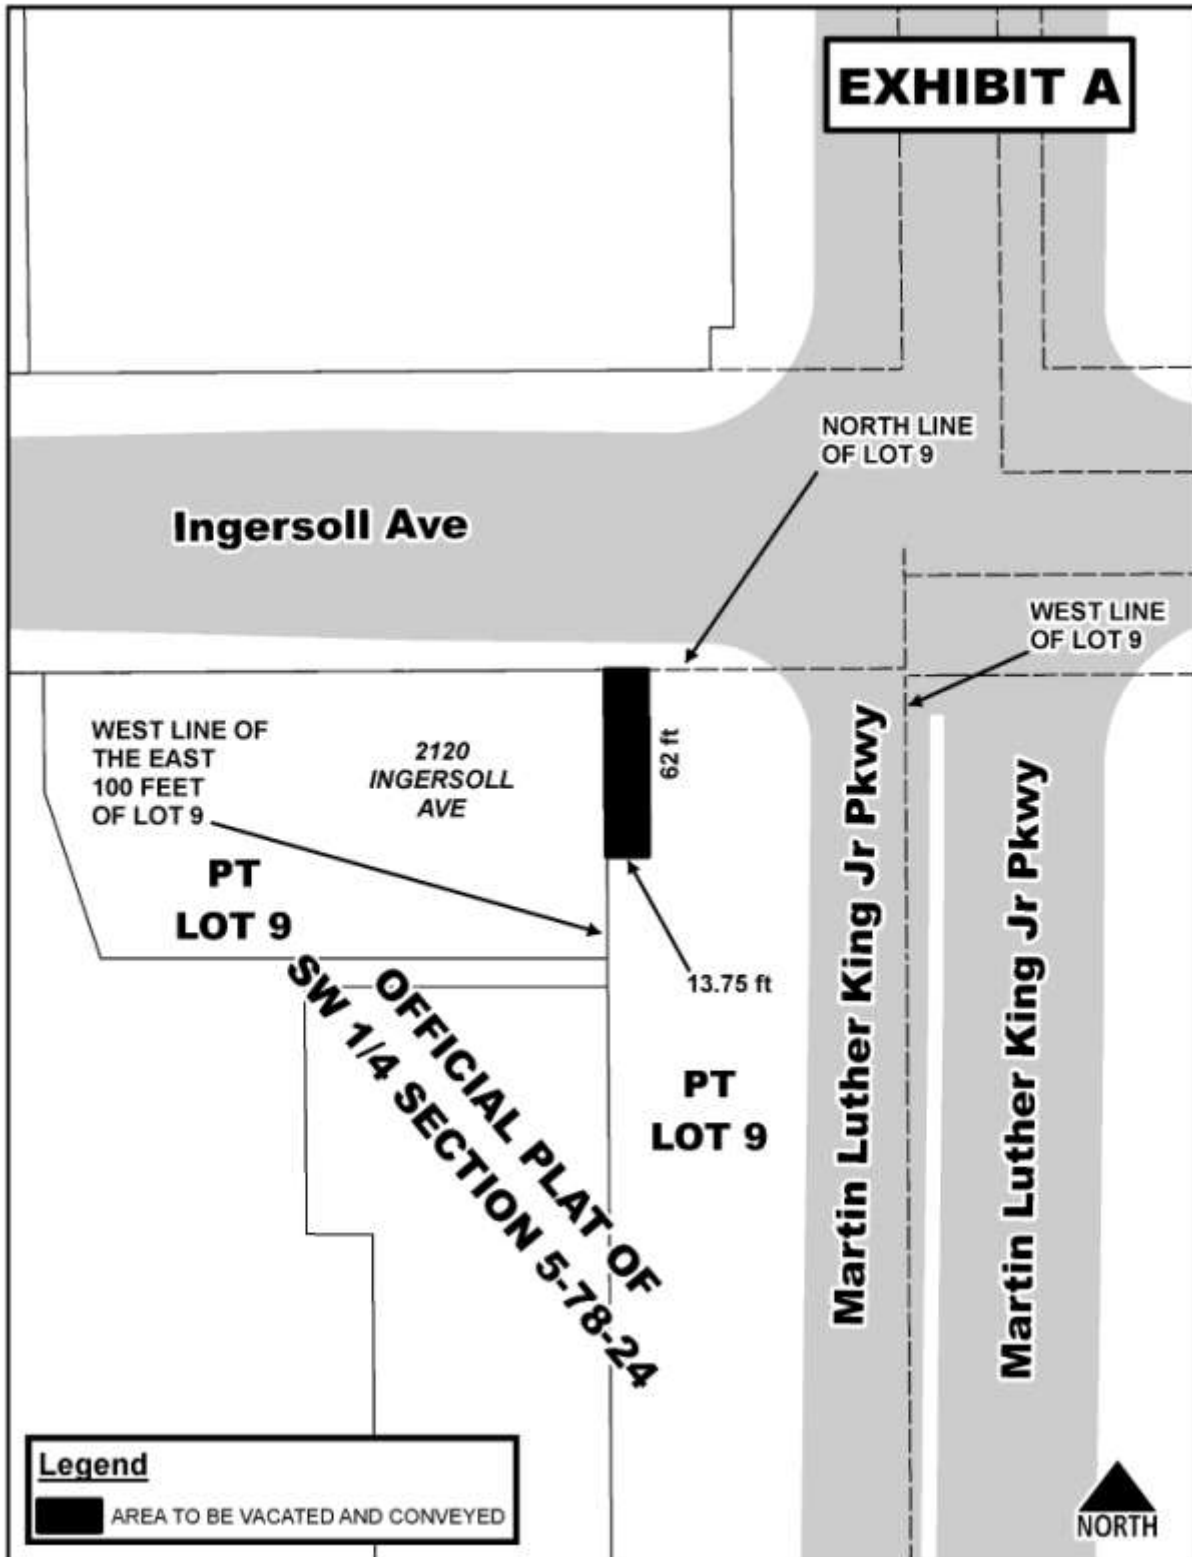 EXHIBIT A
NORTH LINE
OF LOT 9
Ingersoll Ave
WEST LINE
OF LOT 9
WEST LINE OF
THE EAST
100 FEET
OF LOT 9
2120
INGERSOLL
AVE
62 ft
PT
LOT 9
13.75 ft
OFFICIAL PLAT OF
SW 1/4 SECTION 5-78-24
PT
LOT 9
Martin Luther King Jr Pkwy
Martin Luther King Jr Pkwy
Legend
AREA TO BE VACATED AND CONVEYED
NORTH